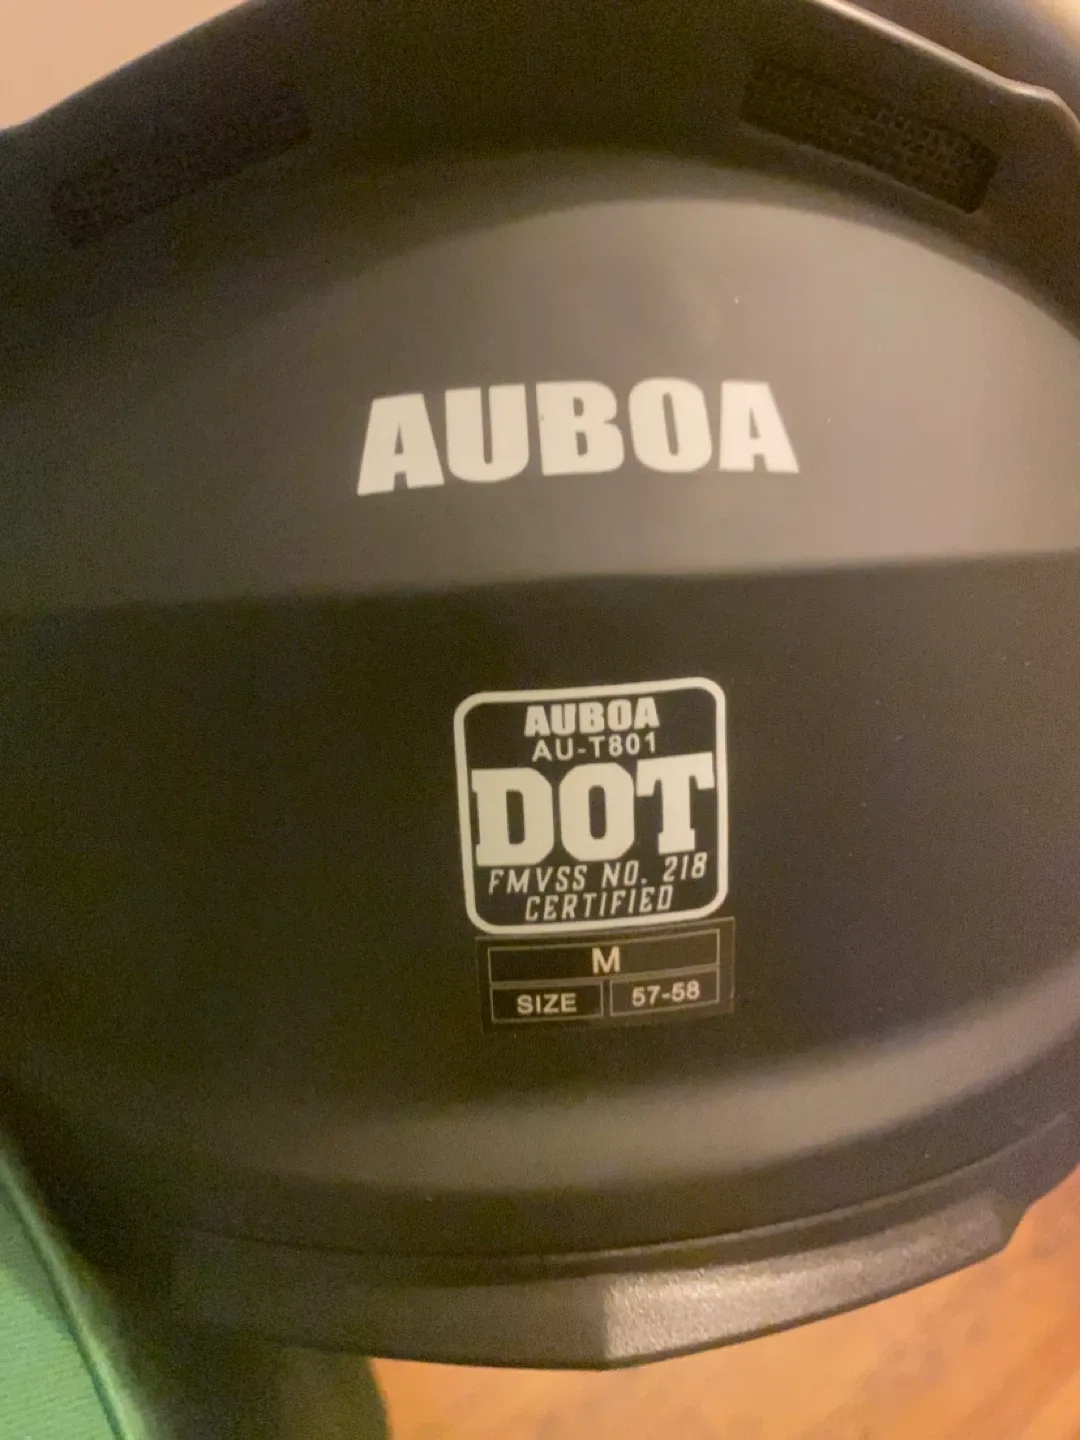 AUBOA
AUBOA
AU-T801
DOT
FMVSS NO. 218
CERTIFIED
M
SIZE 57-58